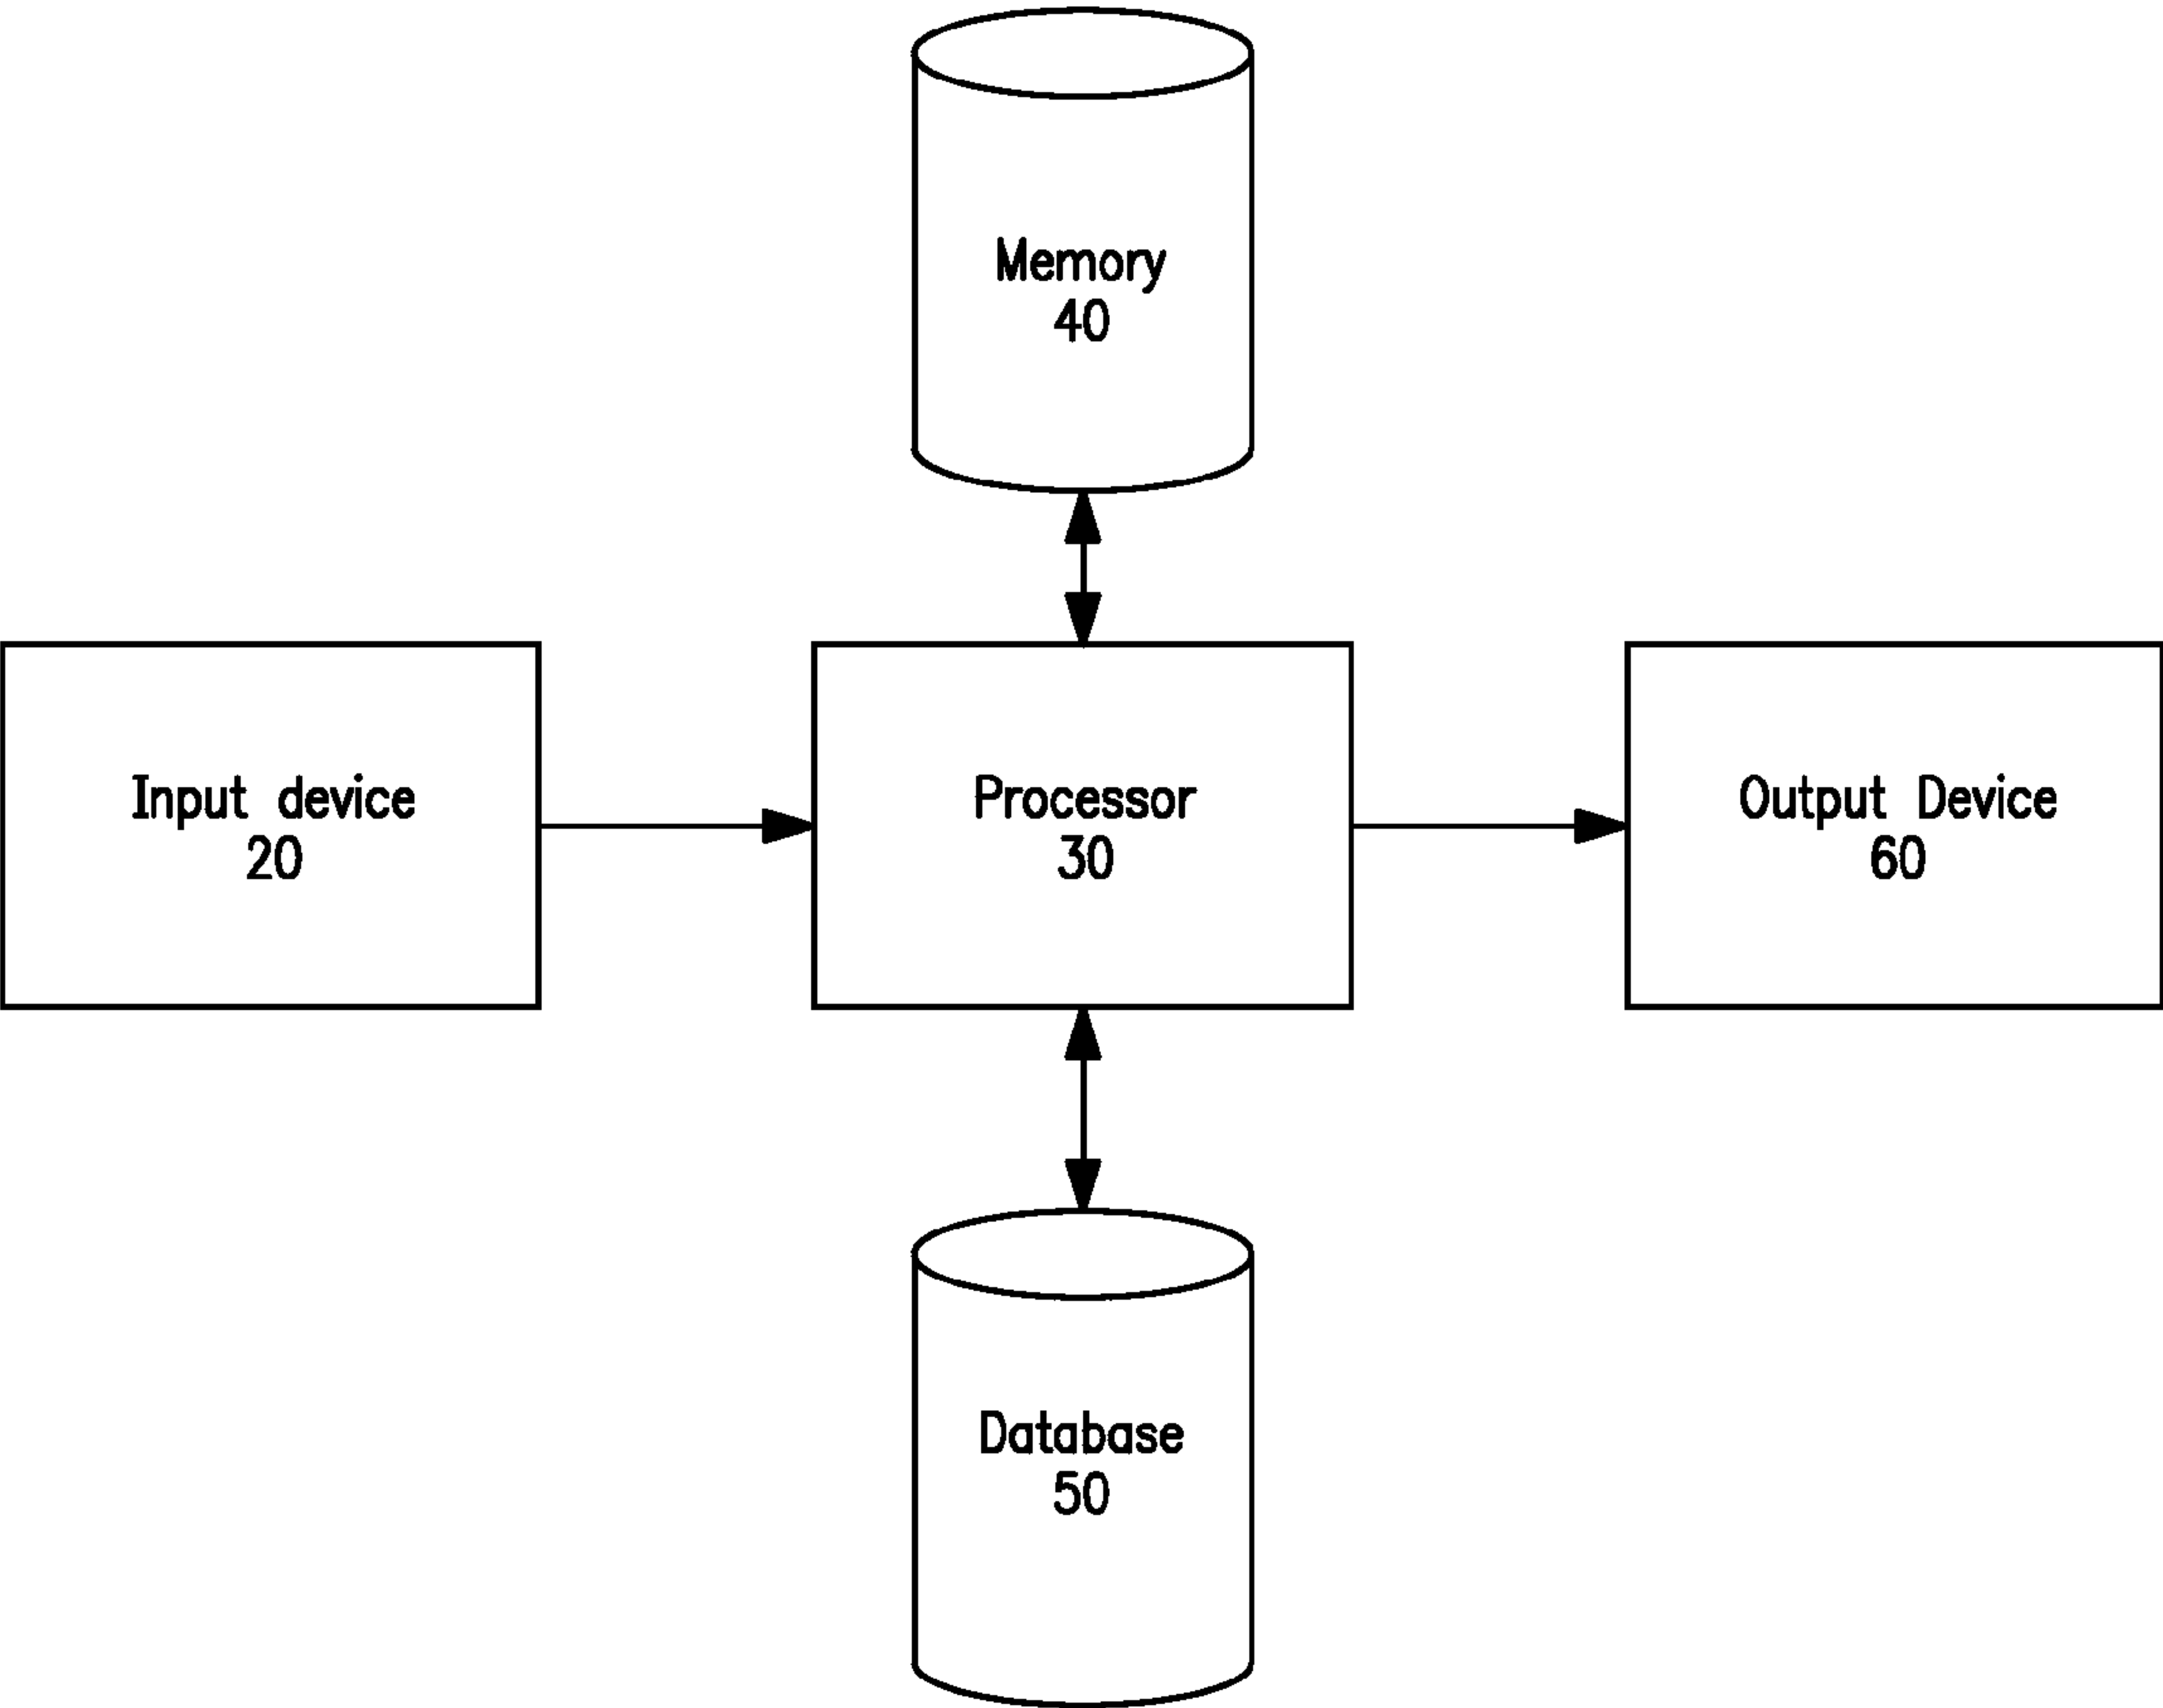 Memory
40
Input device
20
Processor
30
Output Device
60
Database
50